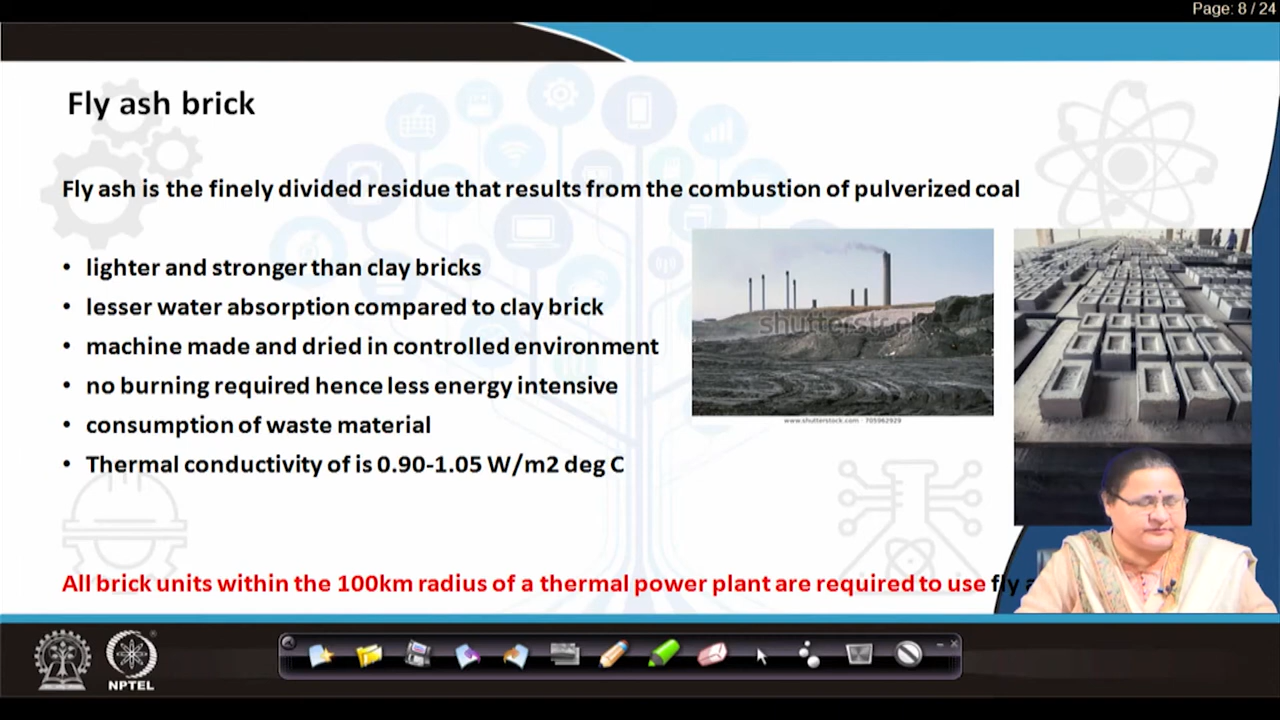 Page: 8 / 24
Fly ash brick
Fly ash is the finely divided residue that results from the combustion of pulverized coal
• lighter and stronger than clay bricks
• lesser water absorption compared to clay brick
• machine made and dried in controlled environment
• no burning required hence less energy intensive
• consumption of waste material
• Thermal conductivity of is 0.90-1.05 W/m2 deg C
shutterstock
www.shutterstock.com · 705962929
All brick units within the 100km radius of a thermal power plant are required to use fly
NPTEL